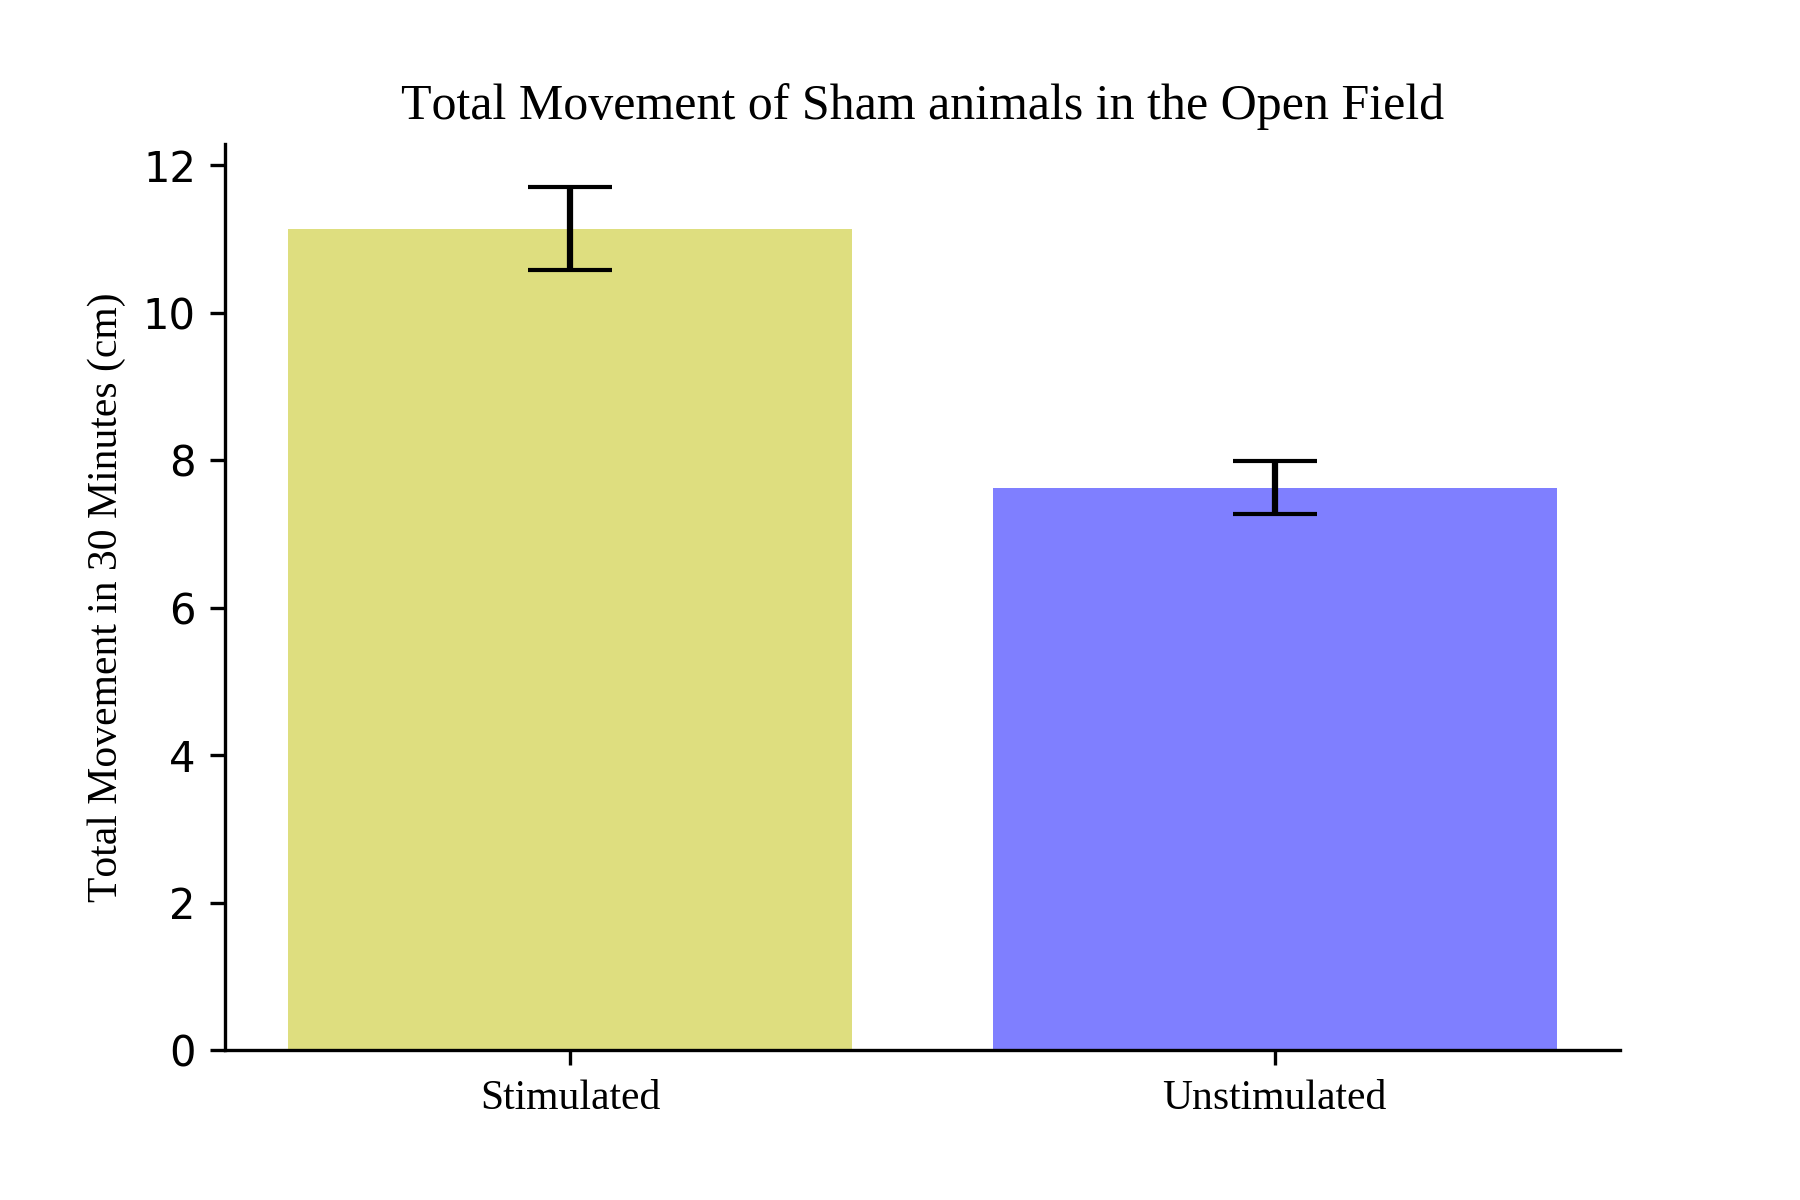 Total Movement of Sham animals in the Open Field
Total Movement in 30 Minutes (cm)
12
10
8
6
4
2
0
Stimulated
Unstimulated